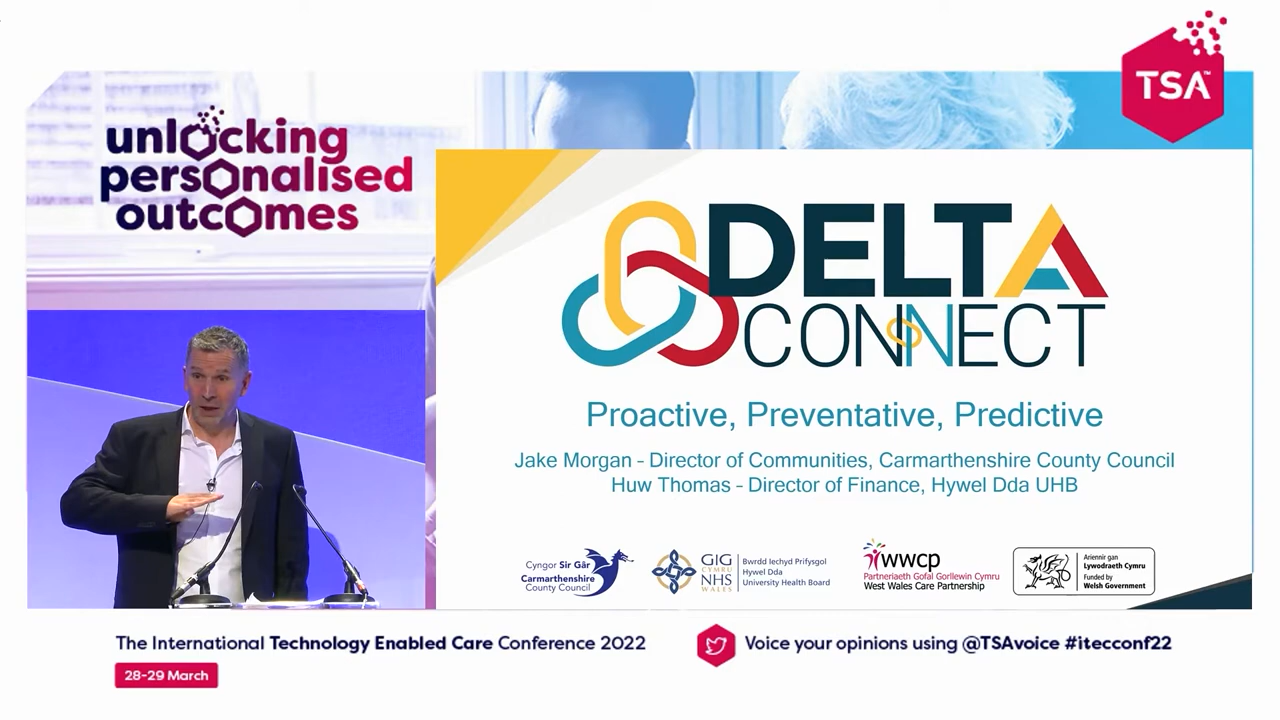 TSA™
unlocking
personalised
outcomes
DELTA
CONNECT
Proactive, Preventative, Predictive
Jake Morgan – Director of Communities, Carmarthenshire County Council
Huw Thomas – Director of Finance, Hywel Dda UHB
Cyngor Sir Gâr
Carmarthenshire
County Council
GIG
CYMRU
NHS
WALES
Bwrdd Iechyd Prifysgol
Hywel Dda
University Health Board
wwcp
Partneriaeth Gofal Gorllewin Cymru
West Wales Care Partnership
Ariennir gan
Lywodraeth Cymru
Funded by
Welsh Government
The International Technology Enabled Care Conference 2022
Voice your opinions using @TSAvoice #itecconf22
28-29 March